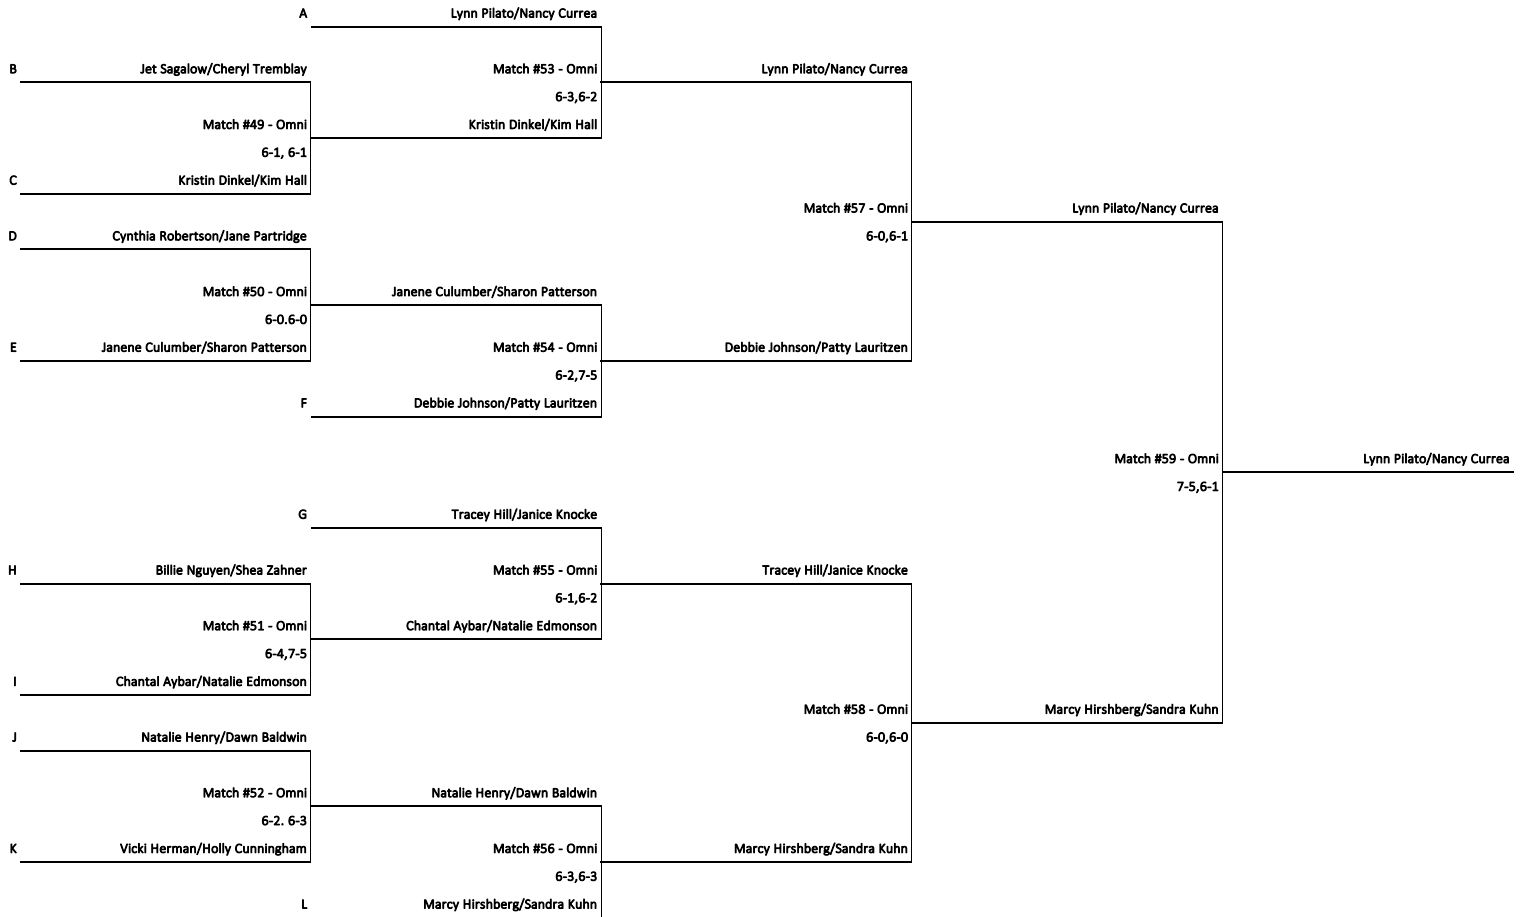 A Lynn Pilato/Nancy Currea
B Jet Sagalow/Cheryl Tremblay Match #53 - Omni Lynn Pilato/Nancy Currea
6-3,6-2
Match #49 - Omni Kristin Dinkel/Kim Hall
6-1, 6-1
C Kristin Dinkel/Kim Hall
Match #57 - Omni Lynn Pilato/Nancy Currea
D Cynthia Robertson/Jane Partridge 6-0,6-1
Match #50 - Omni Janene Culumber/Sharon Patterson
6-0.6-0
E Janene Culumber/Sharon Patterson Match #54 - Omni Debbie Johnson/Patty Lauritzen
6-2,7-5
F Debbie Johnson/Patty Lauritzen
Match #59 - Omni Lynn Pilato/Nancy Currea
7-5,6-1
G Tracey Hill/Janice Knocke
H Billie Nguyen/Shea Zahner Match #55 - Omni Tracey Hill/Janice Knocke
6-1,6-2
Match #51 - Omni Chantal Aybar/Natalie Edmonson
6-4,7-5
I Chantal Aybar/Natalie Edmonson
Match #58 - Omni Marcy Hirshberg/Sandra Kuhn
J Natalie Henry/Dawn Baldwin 6-0,6-0
Match #52 - Omni Natalie Henry/Dawn Baldwin
6-2. 6-3
K Vicki Herman/Holly Cunningham Match #56 - Omni Marcy Hirshberg/Sandra Kuhn
6-3,6-3
L Marcy Hirshberg/Sandra Kuhn